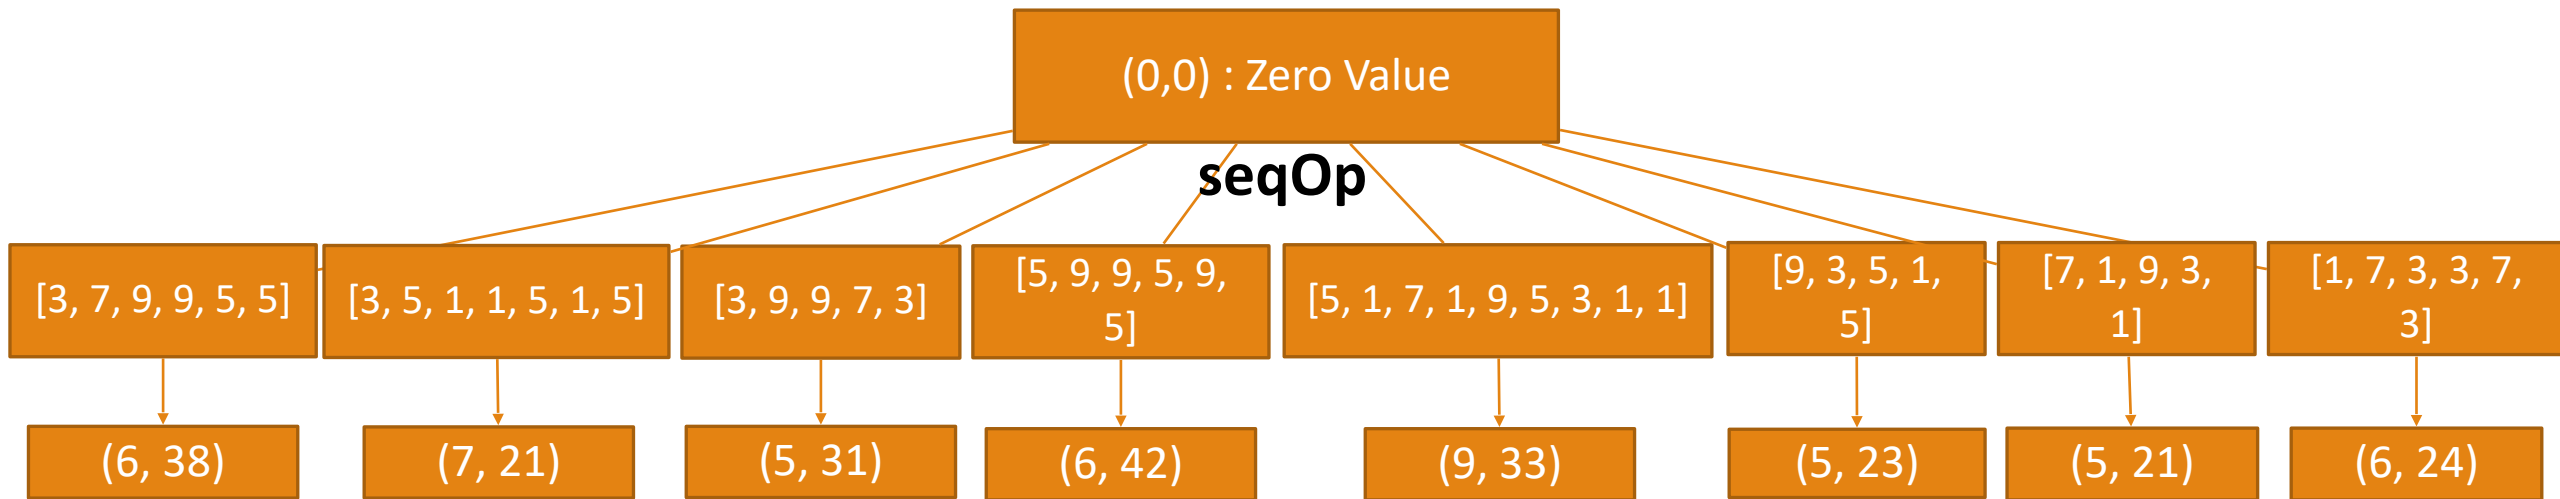 (0,0) : Zero Value
seqOp
[3, 7, 9, 9, 5, 5]
[3, 5, 1, 1, 5, 1, 5]
[3, 9, 9, 7, 3]
[5, 9, 9, 5, 9,
5]
[5, 1, 7, 1, 9, 5, 3, 1, 1]
[9, 3, 5, 1,
5]
[7, 1, 9, 3,
1]
[1, 7, 3, 3, 7,
3]
(6, 38)
(7, 21)
(5, 31)
(6, 42)
(9, 33)
(5, 23)
(5, 21)
(6, 24)